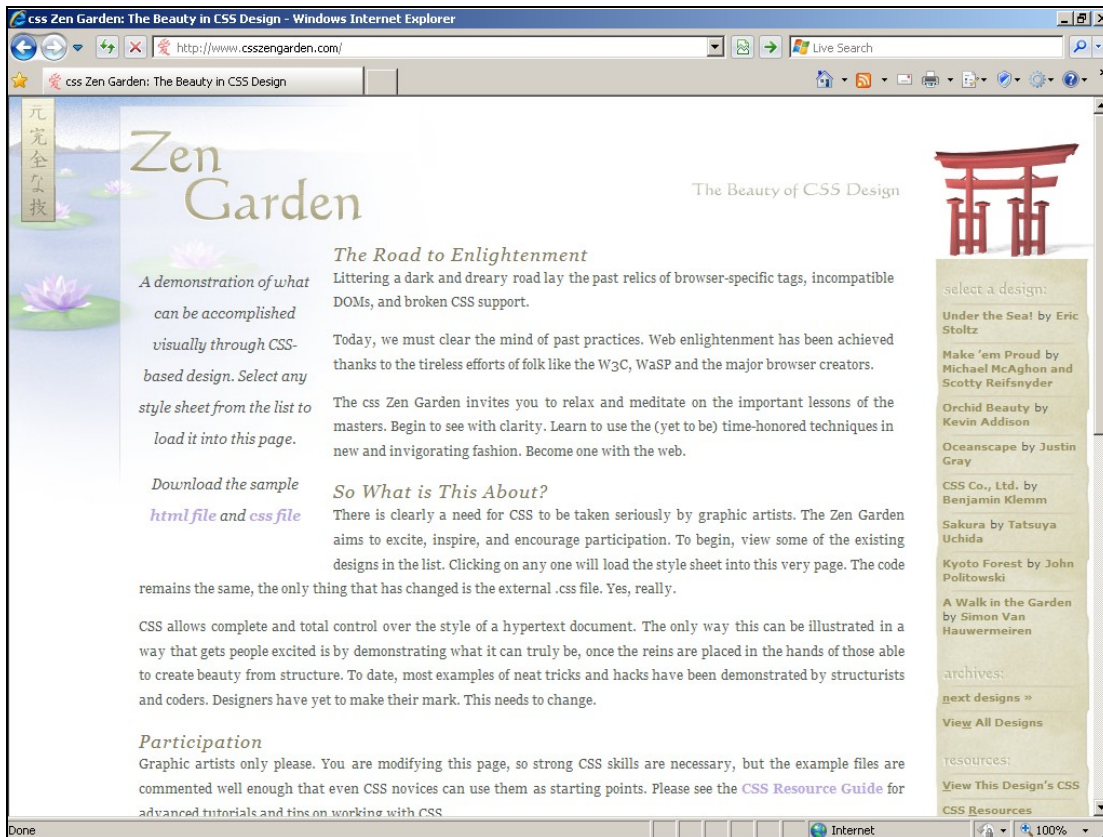 css Zen Garden: The Beauty in CSS Design - Windows Internet Explorer
http://www.csszengarden.com/
Live Search
css Zen Garden: The Beauty in CSS Design
元
完
全
な
技
Zen
Garden
The Beauty of CSS Design
A demonstration of what
can be accomplished
visually through CSS-
based design. Select any
style sheet from the list to
load it into this page.
Download the sample
html file and css file
The Road to Enlightenment
Littering a dark and dreary road lay the past relics of browser-specific tags, incompatible
DOMs, and broken CSS support.
Today, we must clear the mind of past practices. Web enlightenment has been achieved
thanks to the tireless efforts of folk like the W3C, WaSP and the major browser creators.
The css Zen Garden invites you to relax and meditate on the important lessons of the
masters. Begin to see with clarity. Learn to use the (yet to be) time-honored techniques in
new and invigorating fashion. Become one with the web.
So What is This About?
There is clearly a need for CSS to be taken seriously by graphic artists. The Zen Garden
aims to excite, inspire, and encourage participation. To begin, view some of the existing
designs in the list. Clicking on any one will load the style sheet into this very page. The code
remains the same, the only thing that has changed is the external .css file. Yes, really.
CSS allows complete and total control over the style of a hypertext document. The only way this can be illustrated in a
way that gets people excited is by demonstrating what it can truly be, once the reins are placed in the hands of those able
to create beauty from structure. To date, most examples of neat tricks and hacks have been demonstrated by structurists
and coders. Designers have yet to make their mark. This needs to change.
Participation
Graphic artists only please. You are modifying this page, so strong CSS skills are necessary, but the example files are
commented well enough that even CSS novices can use them as starting points. Please see the CSS Resource Guide for
advanced tutorials and tips on working with CSS.
select a design:
Under the Sea! by Eric
Stoltz
Make 'em Proud by
Michael McAghon and
Scotty Reifsnyder
Orchid Beauty by
Kevin Addison
Oceanscape by Justin
Gray
CSS Co., Ltd. by
Benjamin Klemm
Sakura by Tatsuya
Uchida
Kyoto Forest by John
Politowski
A Walk in the Garden
by Simon Van
Hauwermeiren
archives:
next designs »
View All Designs
resources:
View This Design's CSS
CSS Resources
Done
Internet
100%